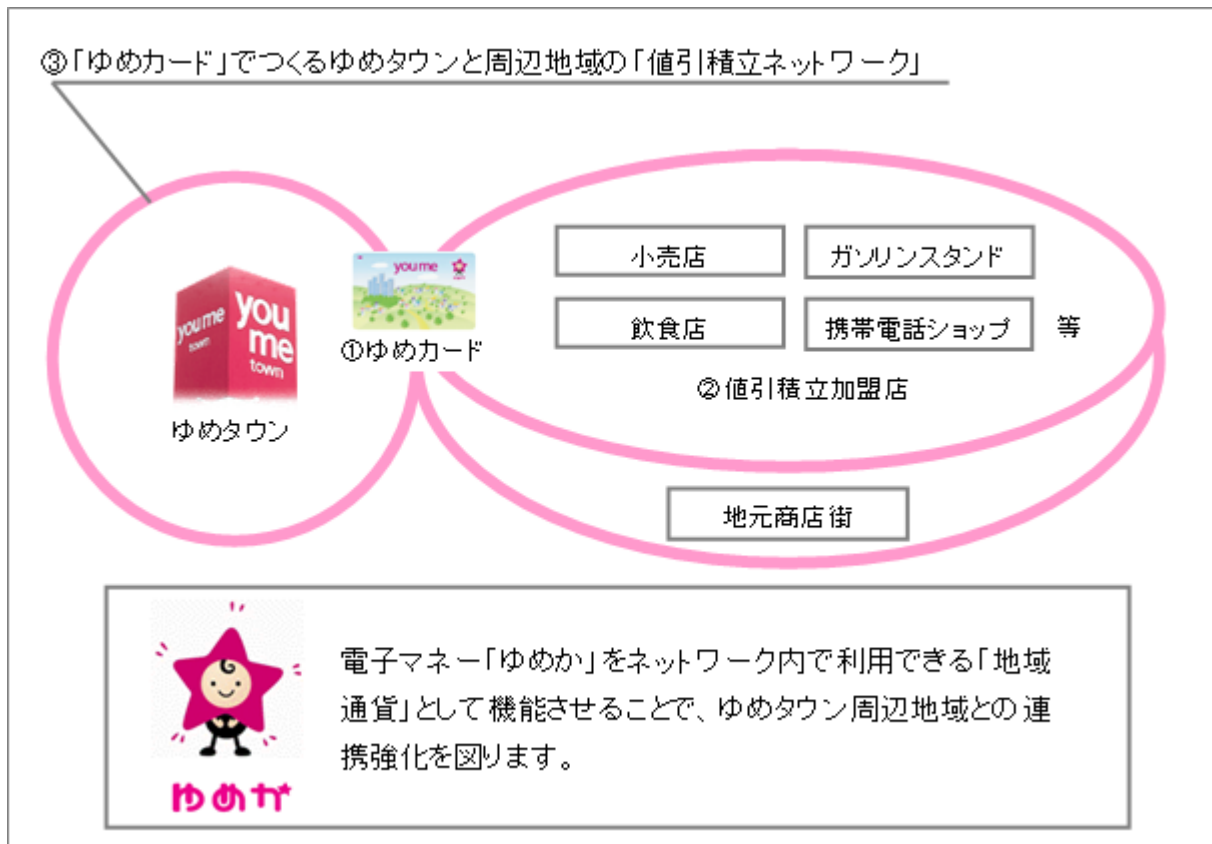 ③「ゆめカード」でつくるゆめタウンと周辺地域の「値引積立ネットワーク」
you me
town
you
me
town
ゆめタウン
you me
①ゆめカード
小売店
ガソリンスタンド
飲食店
携帯電話ショップ
等
②値引積立加盟店
地元商店街
電子マネー「ゆめか」をネットワーク内で利用できる「地域
通貨」として機能させることで、ゆめタウン周辺地域との連
携強化を図ります。
ゆめか